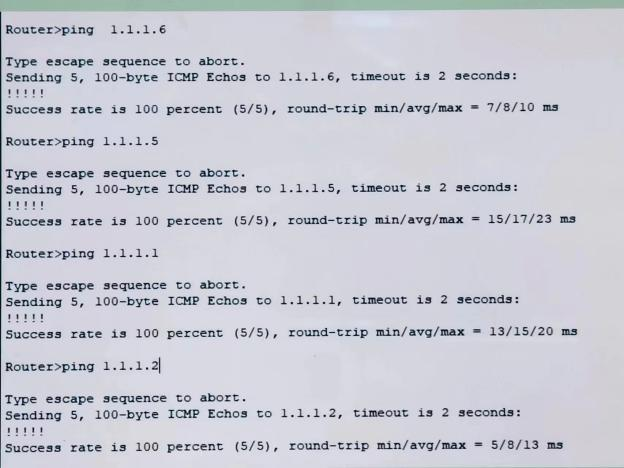 Router>ping  1.1.1.6
Type escape sequence to abort.
Sending 5, 100-byte ICMP Echos to 1.1.1.6, timeout is 2 seconds:
!!!!!
Success rate is 100 percent (5/5), round-trip min/avg/max = 7/8/10 ms
Router>ping 1.1.1.5
Type escape sequence to abort.
Sending 5, 100-byte ICMP Echos to 1.1.1.5, timeout is 2 seconds:
!!!!!
Success rate is 100 percent (5/5), round-trip min/avg/max = 15/17/23 ms
Router>ping 1.1.1.1
Type escape sequence to abort.
Sending 5, 100-byte ICMP Echos to 1.1.1.1, timeout is 2 seconds:
!!!!!
Success rate is 100 percent (5/5), round-trip min/avg/max = 13/15/20 ms
Router>ping 1.1.1.2
Type escape sequence to abort.
Sending 5, 100-byte ICMP Echos to 1.1.1.2, timeout is 2 seconds:
!!!!!
Success rate is 100 percent (5/5), round-trip min/avg/max = 5/8/13 ms